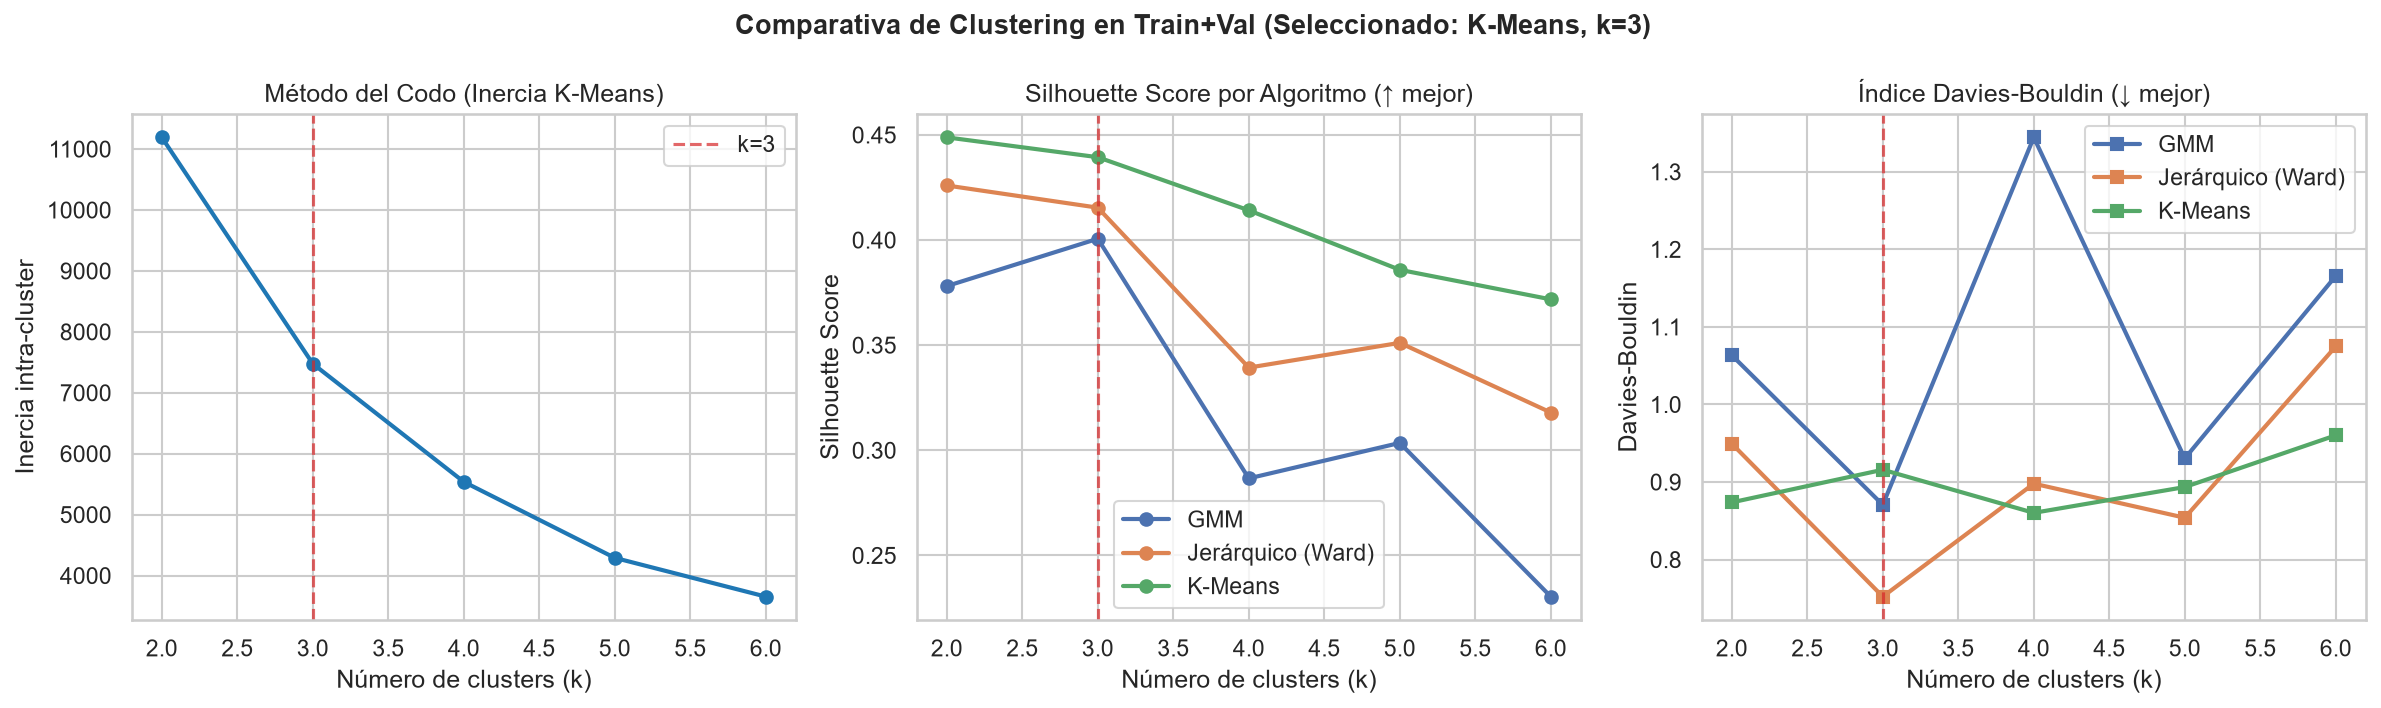 Comparativa de Clustering en Train+Val (Seleccionado: K-Means, k=3)
Método del Codo (Inercia K-Means)
11000
10000
9000
8000
7000
6000
5000
4000
Inercia intra-cluster
k=3
2.0 2.5 3.0 3.5 4.0 4.5 5.0 5.5 6.0
Número de clusters (k)
Silhouette Score por Algoritmo (↑ mejor)
0.45
0.40
0.35
0.30
0.25
Silhouette Score
GMM
Jerárquico (Ward)
K-Means
2.0 2.5 3.0 3.5 4.0 4.5 5.0 5.5 6.0
Número de clusters (k)
Índice Davies-Bouldin (↓ mejor)
1.3
1.2
1.1
1.0
0.9
0.8
Davies-Bouldin
GMM
Jerárquico (Ward)
K-Means
2.0 2.5 3.0 3.5 4.0 4.5 5.0 5.5 6.0
Número de clusters (k)